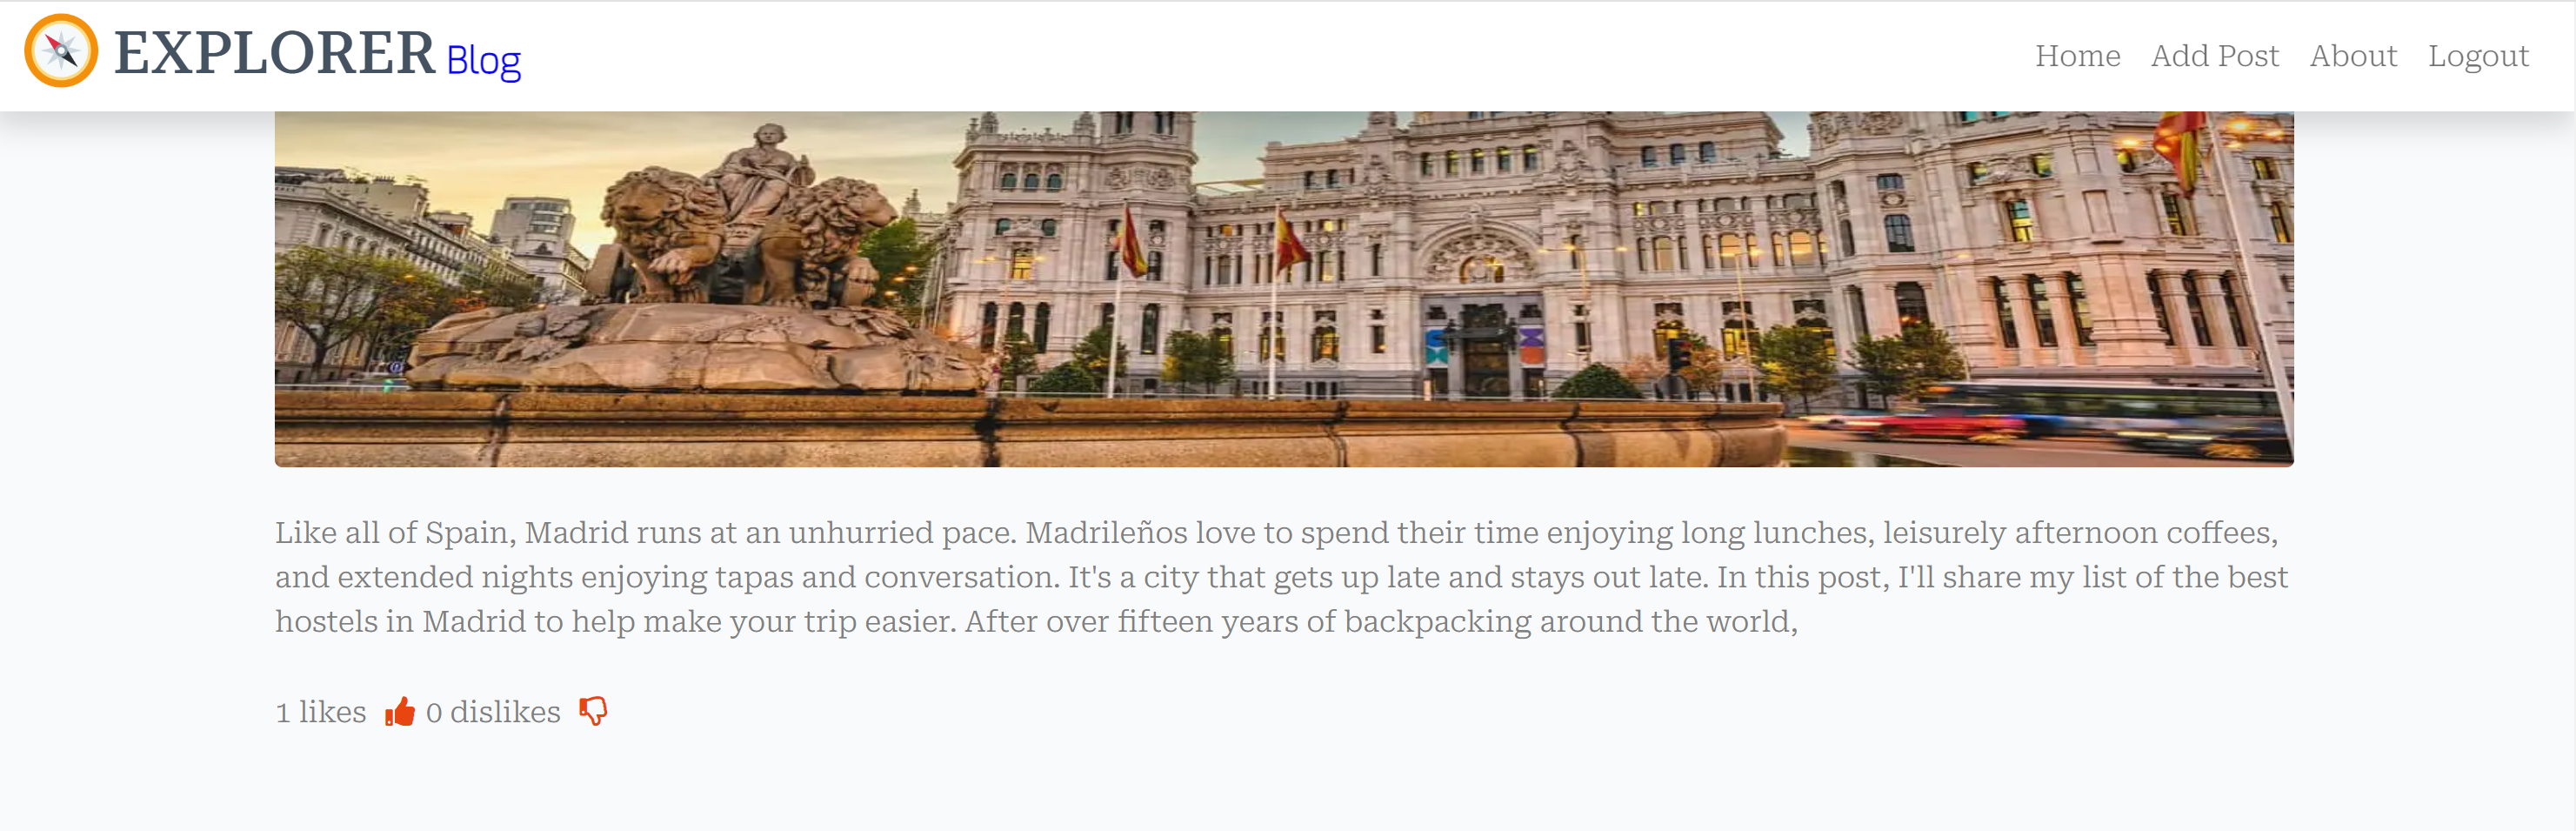 EXPLORER Blog
Home Add Post About Logout
Like all of Spain, Madrid runs at an unhurried pace. Madrileños love to spend their time enjoying long lunches, leisurely afternoon coffees,
and extended nights enjoying tapas and conversation. It's a city that gets up late and stays out late. In this post, I'll share my list of the best
hostels in Madrid to help make your trip easier. After over fifteen years of backpacking around the world,
1 likes 0 dislikes